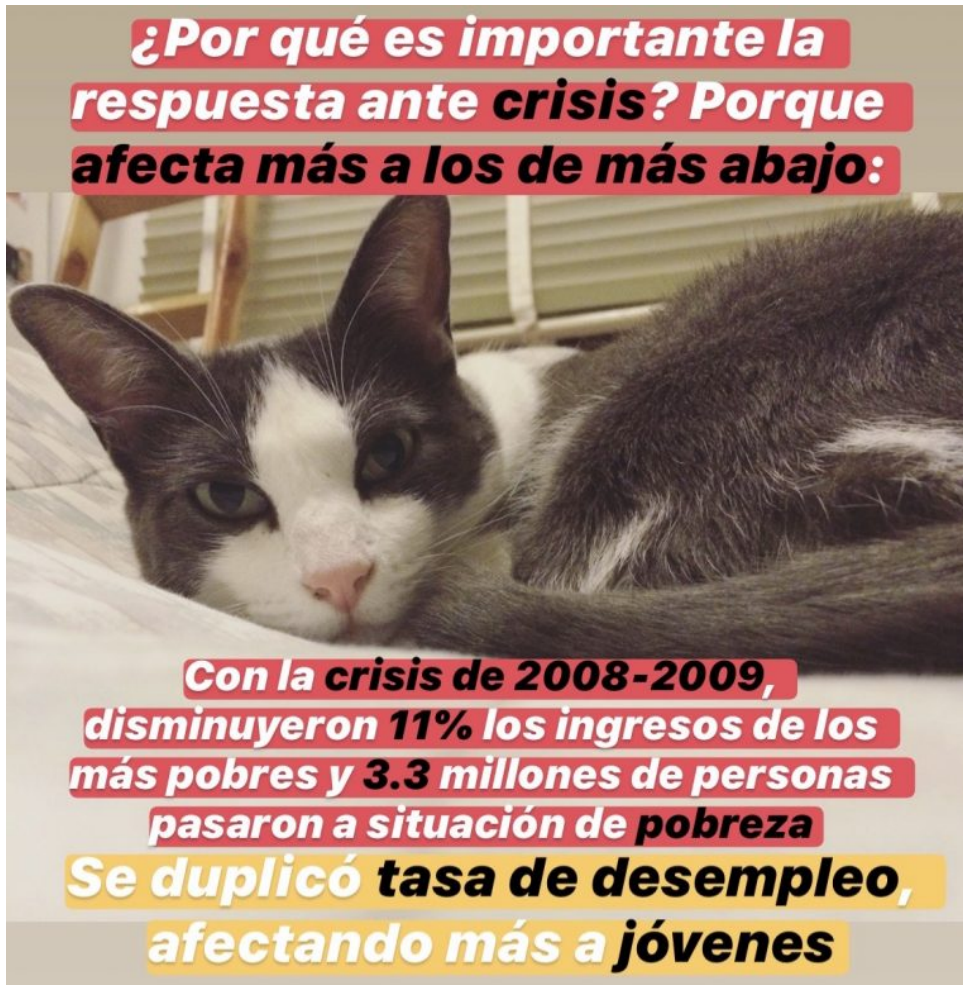 ¿Por qué es importante la
respuesta ante crisis? Porque
afecta más a los de más abajo:
Con la crisis de 2008-2009,
disminuyeron 11% los ingresos de los
más pobres y 3.3 millones de personas
pasaron a situación de pobreza
Se duplicó tasa de desempleo,
afectando más a jóvenes